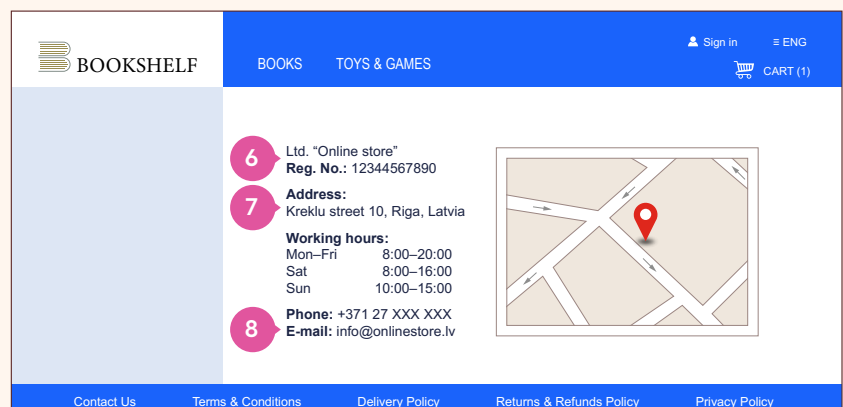 Sign in
≡ ENG
BOOKSHELF
BOOKS
TOYS & GAMES
CART (1)
6
Ltd. “Online store”
Reg. No.: 12344567890
7
Address:
Kreklu street 10, Riga, Latvia
Working hours:
Mon–Fri 8:00–20:00
Sat 8:00–16:00
Sun 10:00–15:00
8
Phone: +371 27 XXX XXX
E-mail: info@onlinestore.lv
Contact Us
Terms & Conditions
Delivery Policy
Returns & Refunds Policy
Privacy Policy